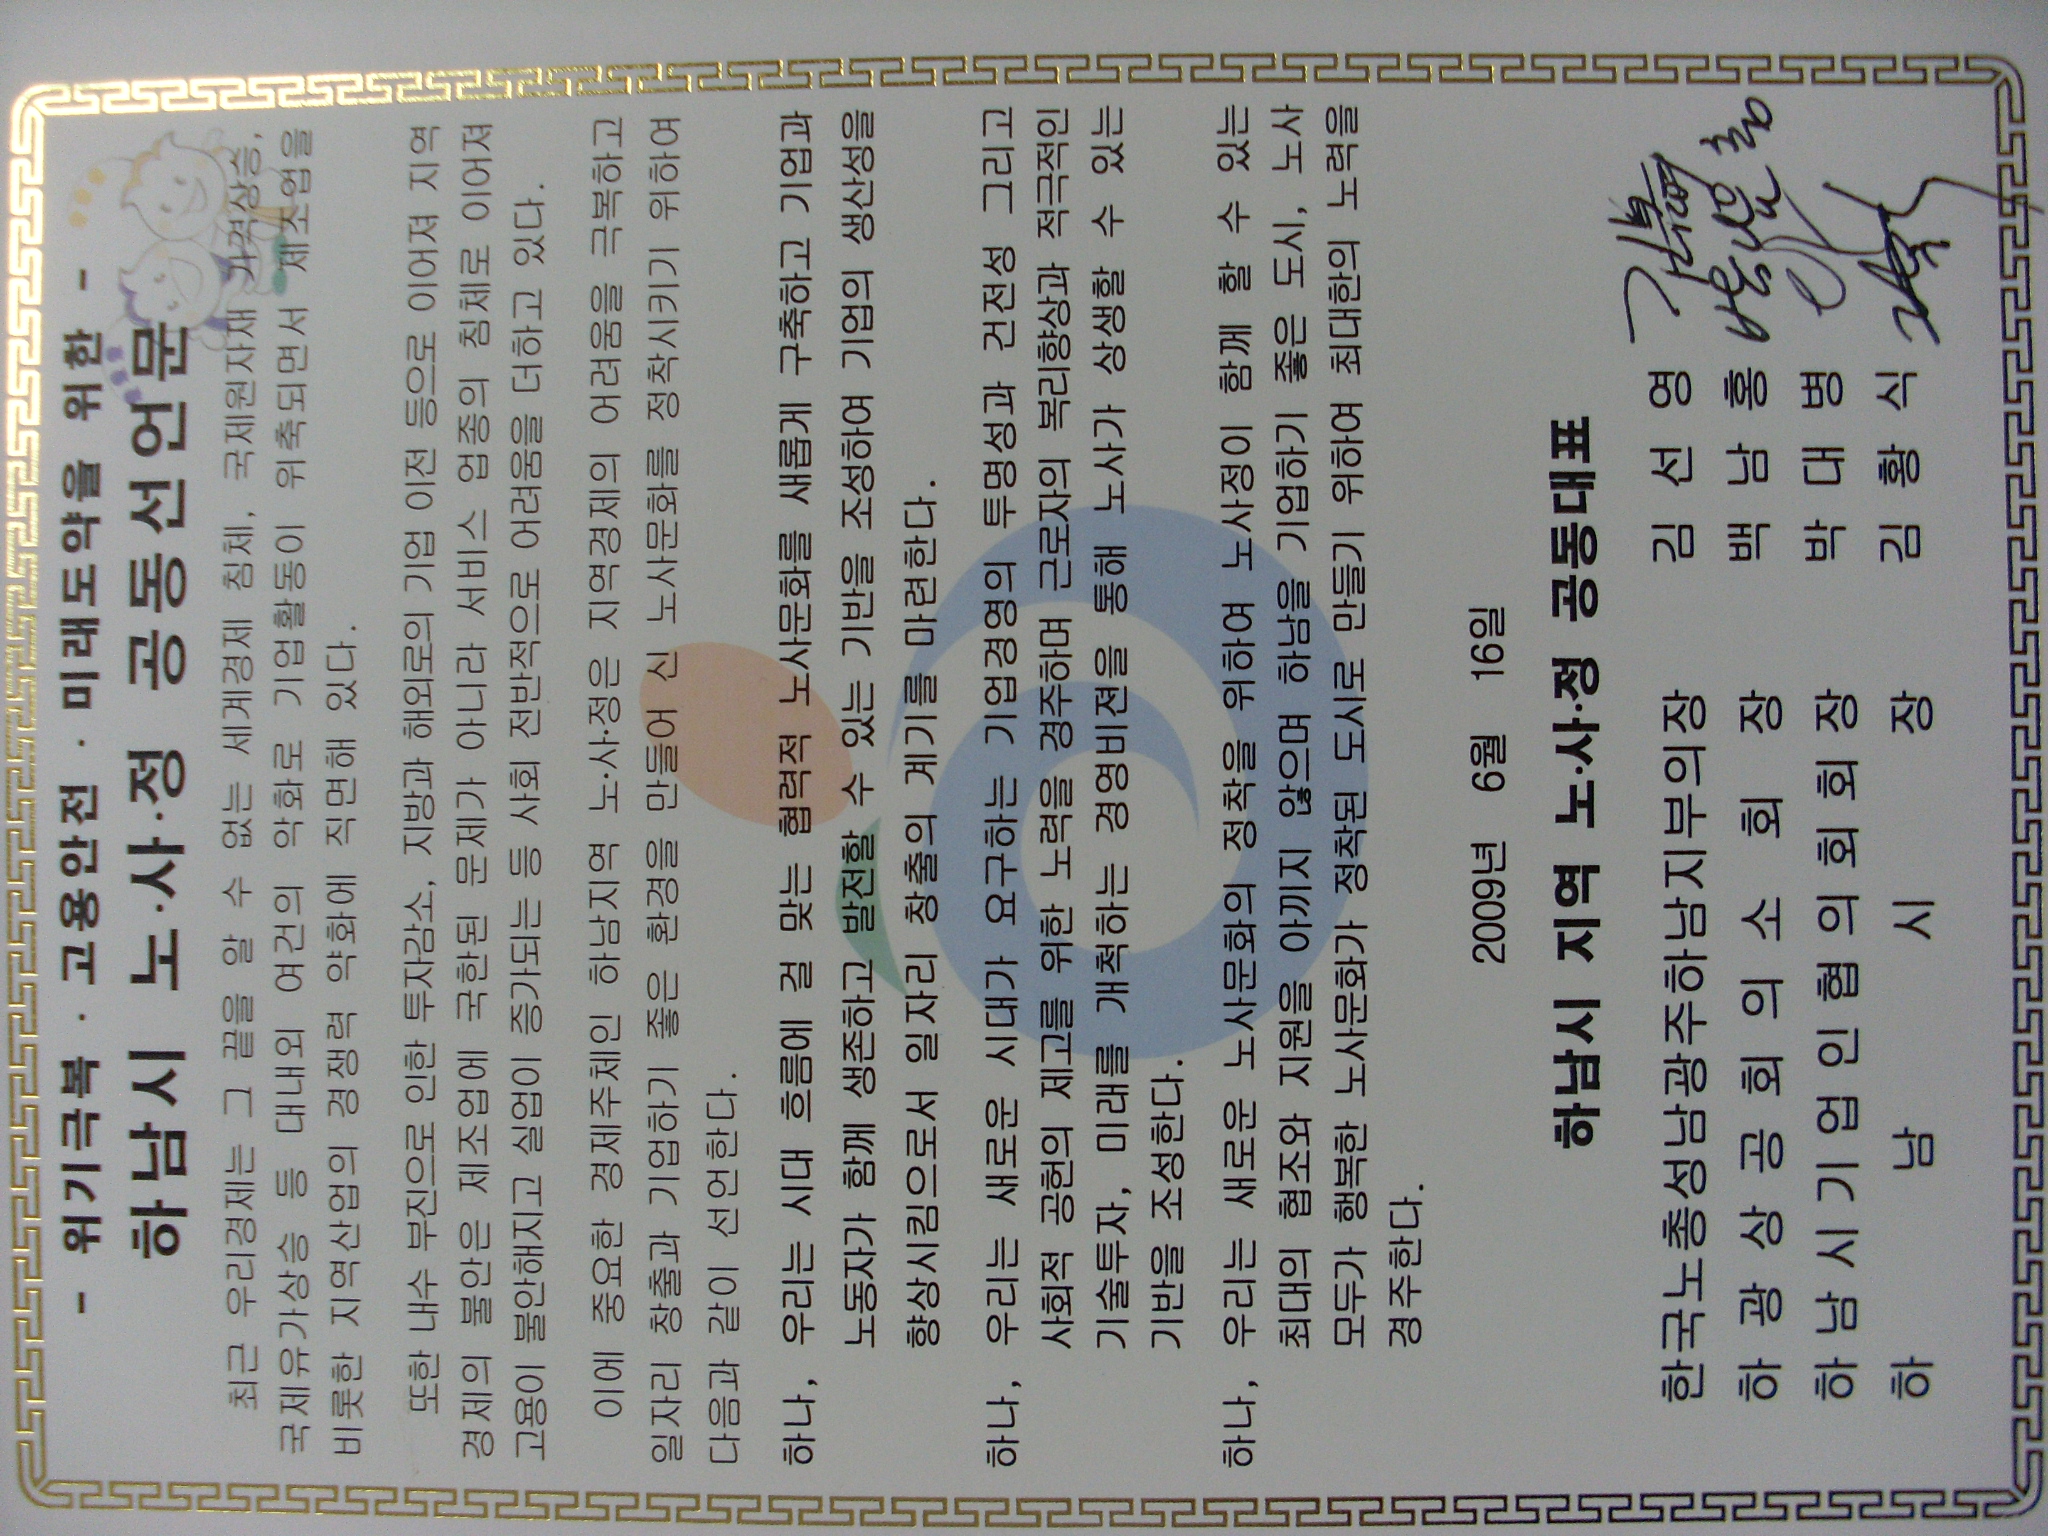 - 위기극복 · 고용안전 · 미래도약을 위한 -
하남시 노·사·정 공동선언문
최근 우리경제는 그 끝을 알 수 없는 세계경제 침체, 국제원자재 가격상승,
국제유가상승 등 대내외 여건의 악화로 기업활동이 위축되면서 제조업을
비롯한 지역산업의 경쟁력 약화에 직면해 있다.
또한 내수 부진으로 인한 투자감소, 지방과 해외로의 기업 이전 등으로 이어져 지역
경제의 불안은 제조업에 국한된 문제가 아니라 서비스 업종의 침체로 이어져
고용이 불안해지고 실업이 증가되는 등 사회 전반적으로 어려움을 더하고 있다.
이에 중요한 경제주체인 하남지역 노·사·정은 지역경제의 어려움을 극복하고
일자리 창출과 기업하기 좋은 환경을 만들어 신 노사문화를 정착시키기 위하여
다음과 같이 선언한다.
하나, 우리는 시대 흐름에 걸 맞는 협력적 노사문화를 새롭게 구축하고 기업과
노동자가 함께 생존하고 발전할 수 있는 기반을 조성하여 기업의 생산성을
향상시킴으로서 일자리 창출의 계기를 마련한다.
하나, 우리는 새로운 시대가 요구하는 기업경영의 투명성과 건전성 그리고
사회적 공헌의 제고를 위한 노력을 경주하며 근로자의 복리향상과 적극적인
기술투자, 미래를 개척하는 경영비전을 통해 노사가 상생할 수 있는
기반을 조성한다.
하나, 우리는 새로운 노사문화의 정착을 위하여 노사정이 함께 할 수 있는
최대의 협조와 지원을 아끼지 않으며 하남을 기업하기 좋은 도시, 노사
모두가 행복한 노사문화가 정착된 도시로 만들기 위하여 최대한의 노력을
경주한다.
2009년 6월 16일
하남시 지역 노·사·정 공동대표
한국노총성남광주하남지부의장 김선영
하광상공회의소회장 백남홍
하남시기업인협의회회장 박대병
하남시장 김황식